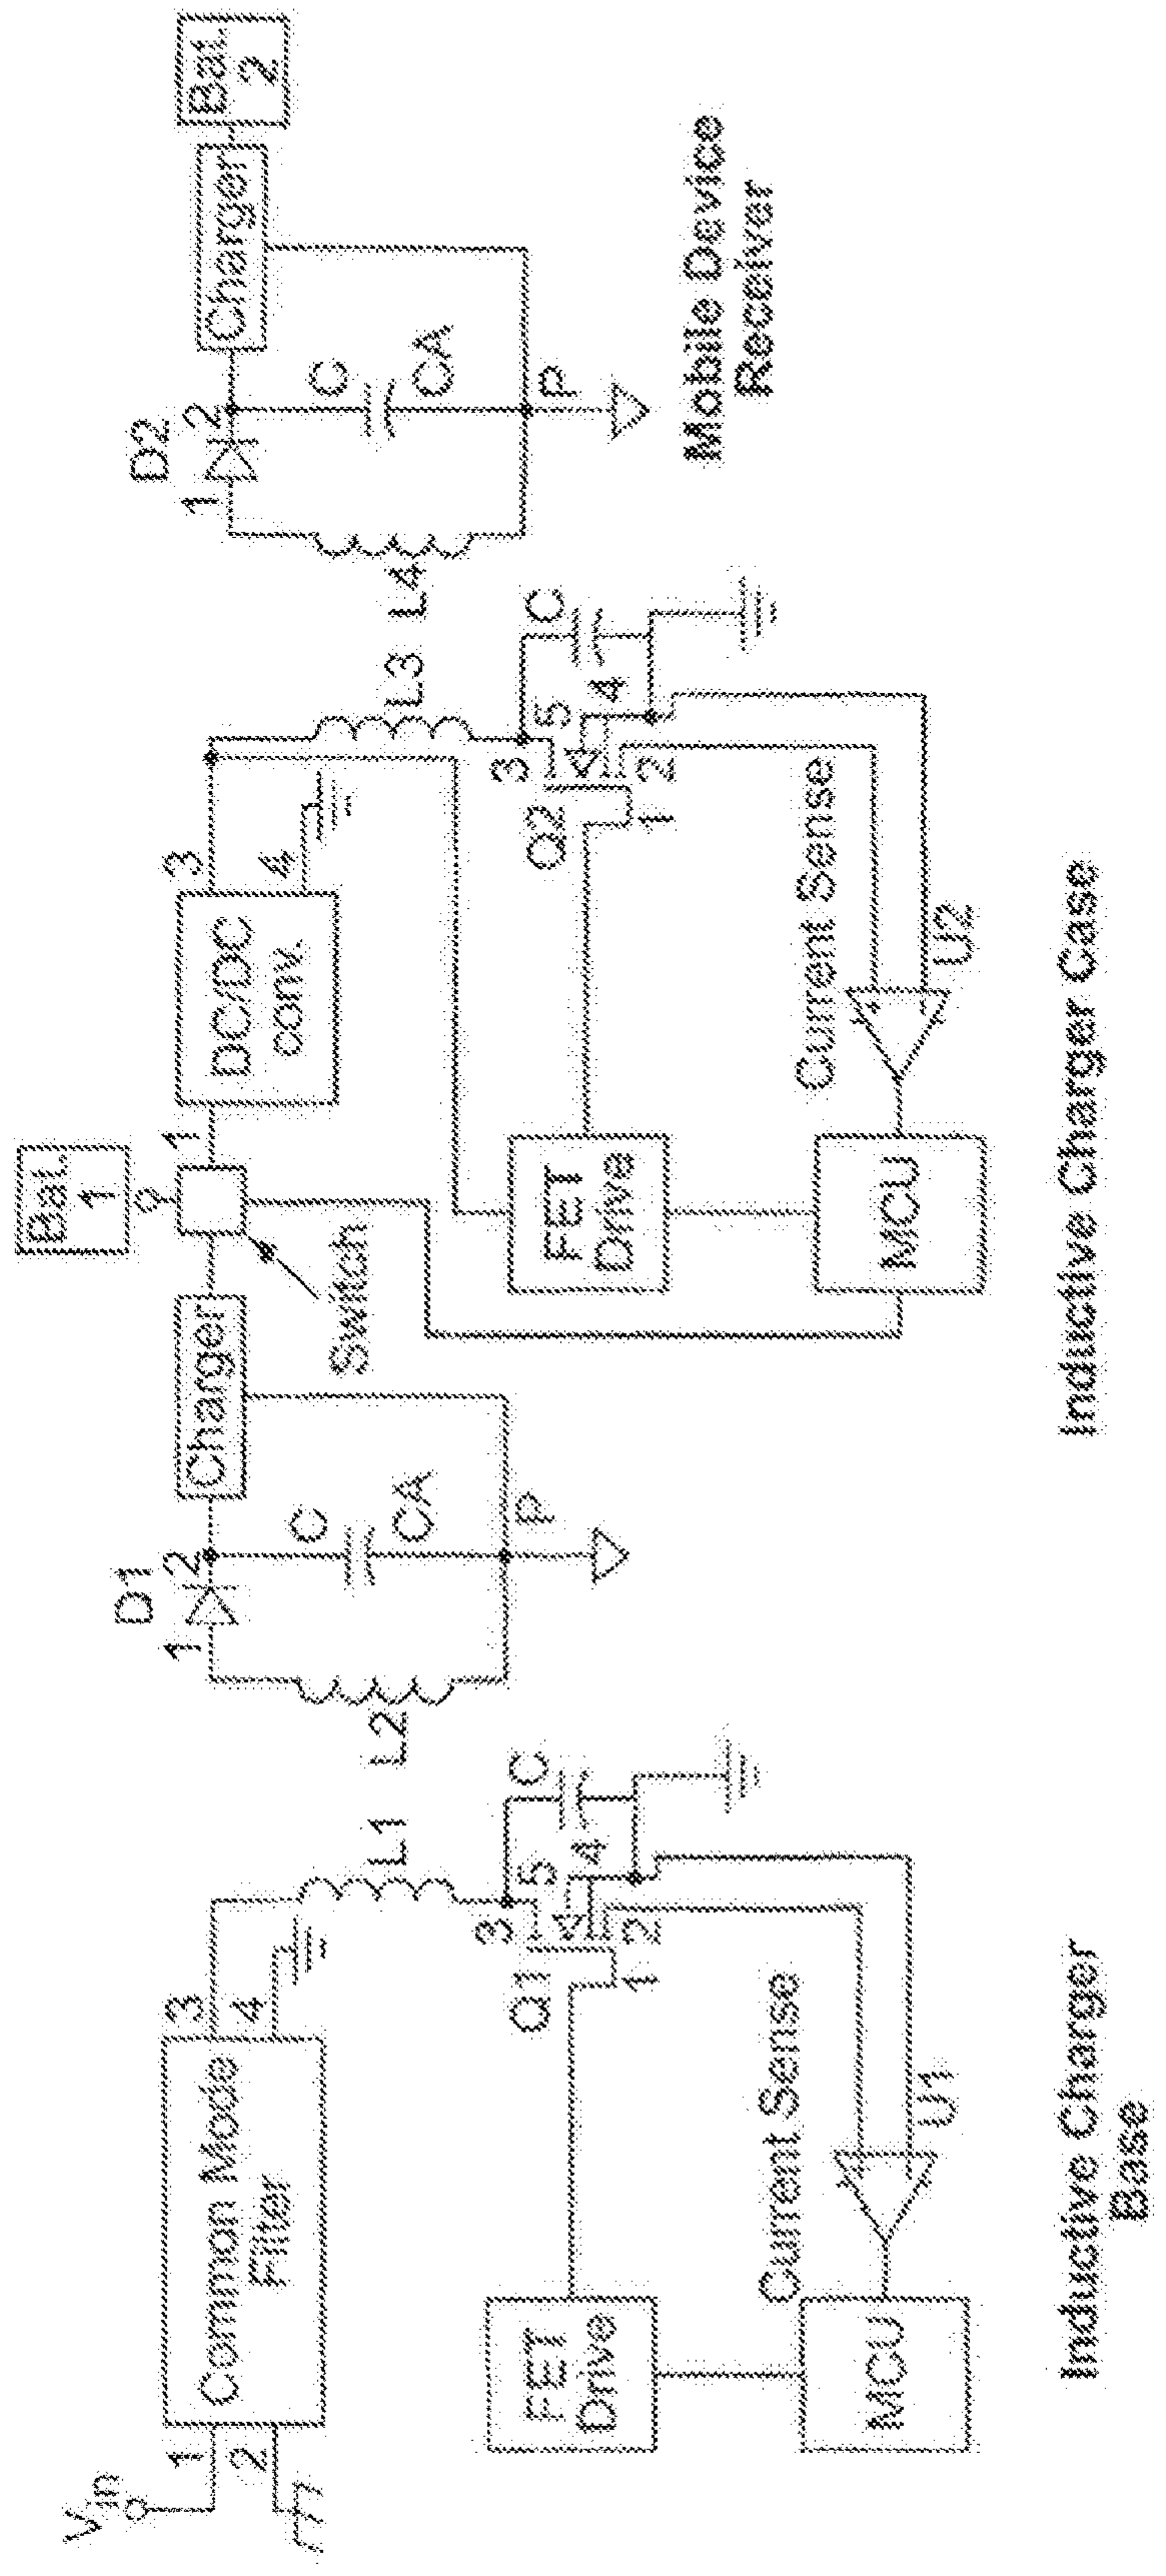 Vin
1
2
Common Mode
Filter
3
4
L1
3
5
Q1
4
2
1
C
FET
Drive
Current Sense
U1
MCU
Inductive Charger
Base
L2
D1
1
2
C
CA
P
Charger
Switch
Bat.
1
1
DC/DC
conv.
3
4
L3
3
5
Q2
4
2
1
C
FET
Drive
Current Sense
U2
MCU
Inductive Charger Case
L4
D2
1
2
C
CA
P
Charger
Bat.
2
Mobile Device
Receiver